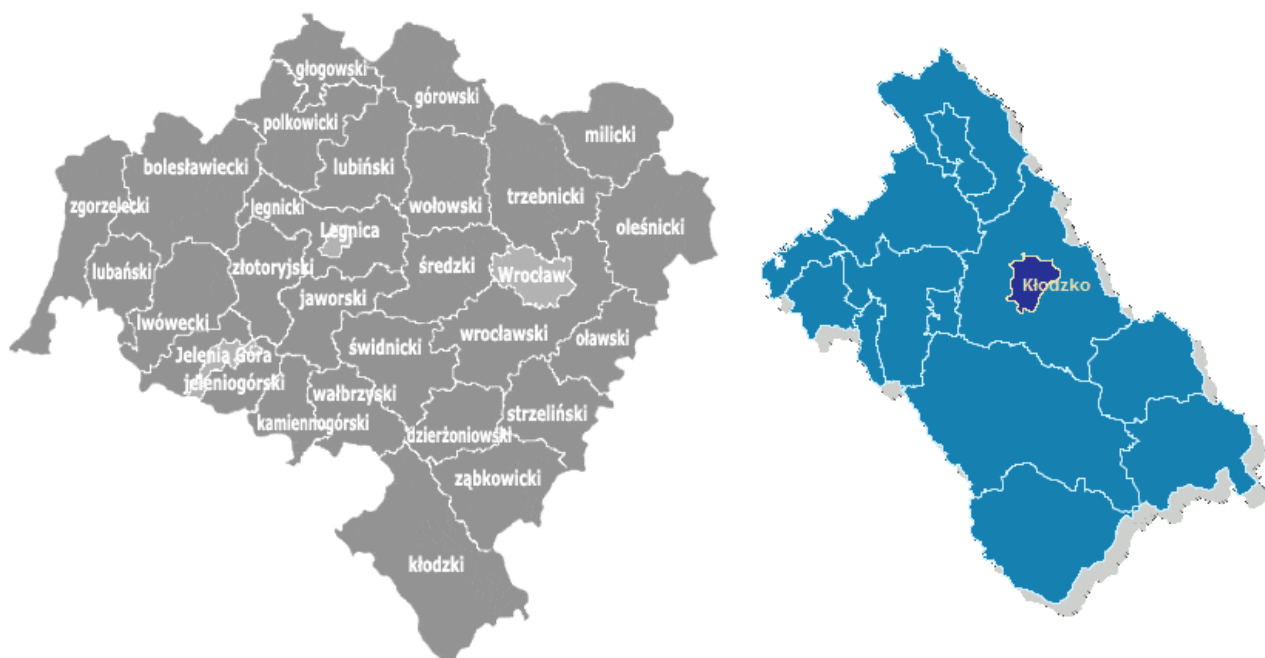 głogowski
górowski
polkowicki
milicki
bolesławiecki
lubiński
trzebnicki
zgorzelecki
legnicki
wołowski
oleśnicki
Legnica
lubański
złotoryjski
średzki
Wrocław
jaworski
lwówecki
wrocławski
oławski
Jelenia Góra
świdnicki
jeleniogórski
wałbrzyski
kamiennogórski
strzeliński
dzierżoniowski
ząbkowicki
kłodzki
Kłodzko